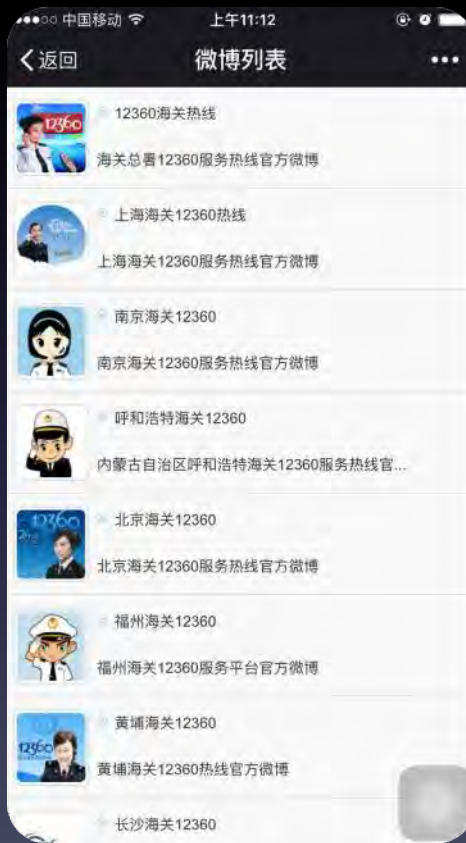 中国移动 上午11:12
返回 微博列表
12360
12360海关热线
海关总署12360服务热线官方微博
上海海关12360热线
上海海关12360服务热线官方微博
南京海关12360
南京海关12360服务热线官方微博
呼和浩特海关12360
内蒙古自治区呼和浩特海关12360服务热线官...
12360
北京海关12360
北京海关12360服务热线官方微博
福州海关12360
福州海关12360服务平台官方微博
12360
黄埔海关12360
黄埔海关12360热线官方微博
长沙海关12360